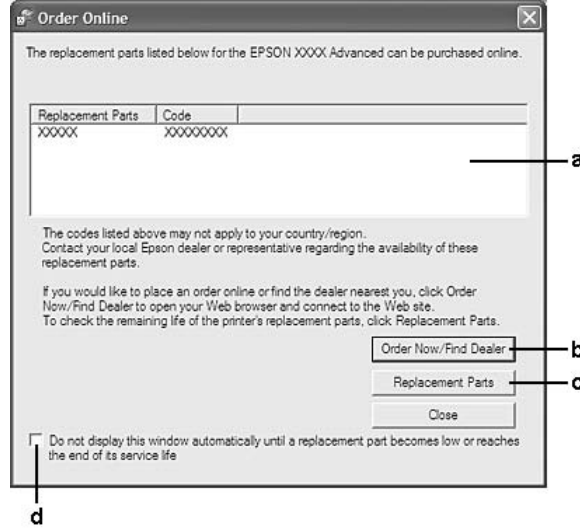 Order Online
The replacement parts listed below for the EPSON XXXX Advanced can be purchased online.
Replacement Parts Code
XXXXX XXXXXXXX
a
The codes listed above may not apply to your country/region.
Contact your local Epson dealer or representative regarding the availability of these
replacement parts.
If you would like to place an order online or find the dealer nearest you, click Order
Now/Find Dealer to open your Web browser and connect to the Web site.
To check the remaining life of the printer's replacement parts, click Replacement Parts.
Order Now/Find Dealer b
Replacement Parts c
Close
Do not display this window automatically until a replacement part becomes low or reaches
the end of its service life
d